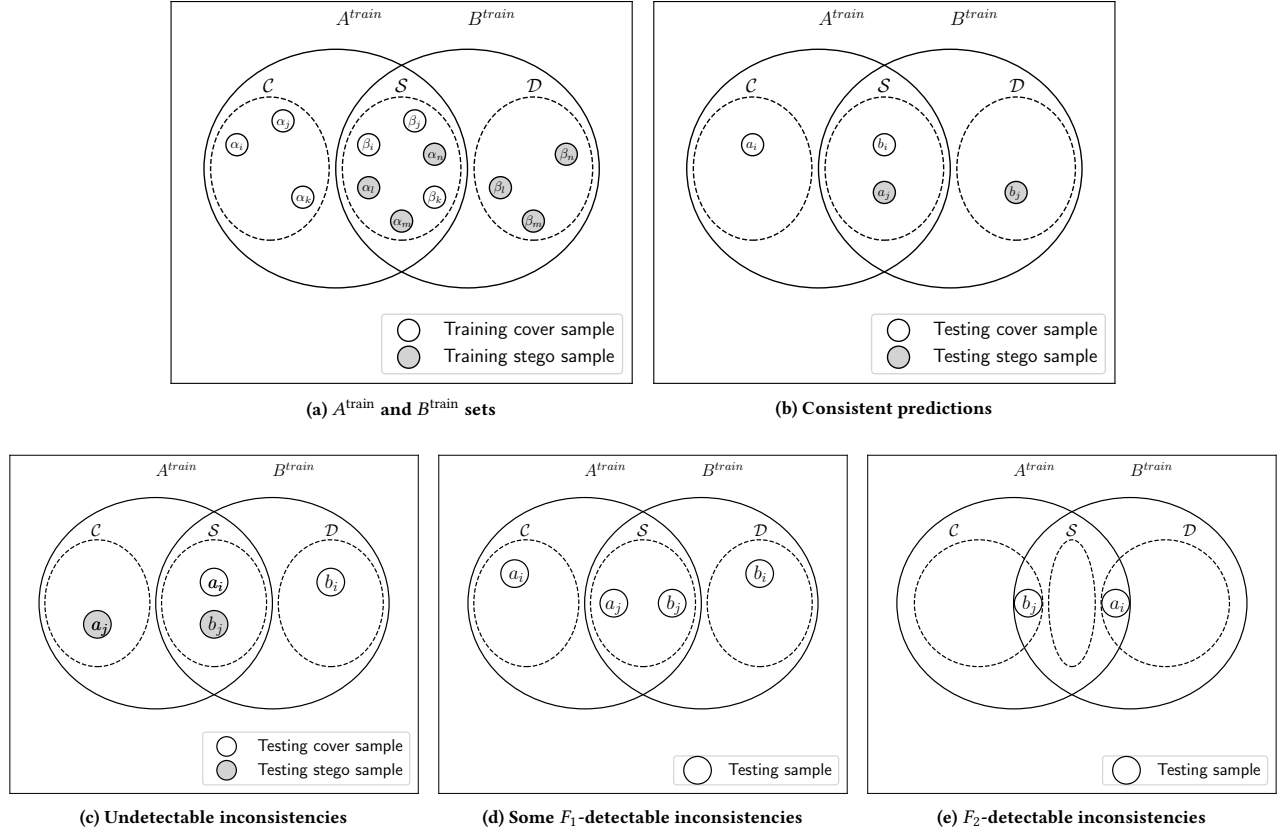 A^{train} B^{train}
C S D
α_j β_j
α_i β_i α_n β_n
α_l β_l
α_k β_k
α_m β_m
Training cover sample
Training stego sample
(a) A^{train} and B^{train} sets
A^{train} B^{train}
C S D
a_i b_i
a_j b_j
Testing cover sample
Testing stego sample
(b) Consistent predictions
A^{train} B^{train}
C S D
a_i b_i
a_j b_j
Testing cover sample
Testing stego sample
(c) Undetectable inconsistencies
A^{train} B^{train}
C S D
a_i b_i
a_j b_j
Testing sample
(d) Some F_1-detectable inconsistencies
A^{train} B^{train}
C S D
b_j a_i
Testing sample
(e) F_2-detectable inconsistencies